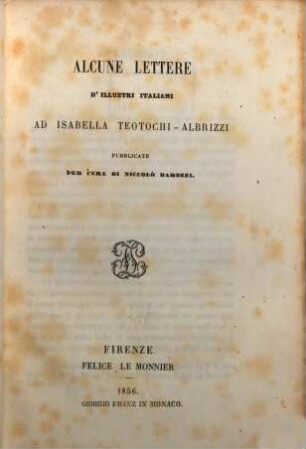 ALCUNE LETTERE
D'ILLUSTRI ITALIANI
AD ISABELLA TEOTOCHI-ALBRIZZI
PUBBLICATE
PER CURA DI NICCOLÒ BAROZZI.
FIRENZE.
FELICE LE MONNIER
1856.
GIORGIO FRANZ IN MONACO.